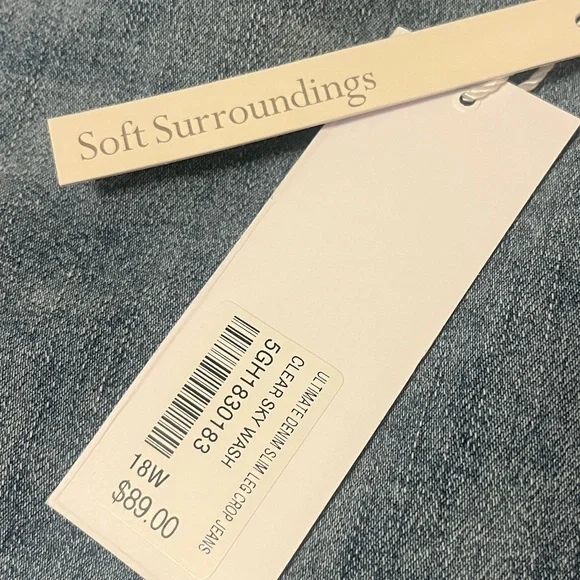 Soft Surroundings
ULTIMATE DENIM SLIM LEG CROP JEANS
CLEAR SKY WASH
5GH1830183
18W
$89.00